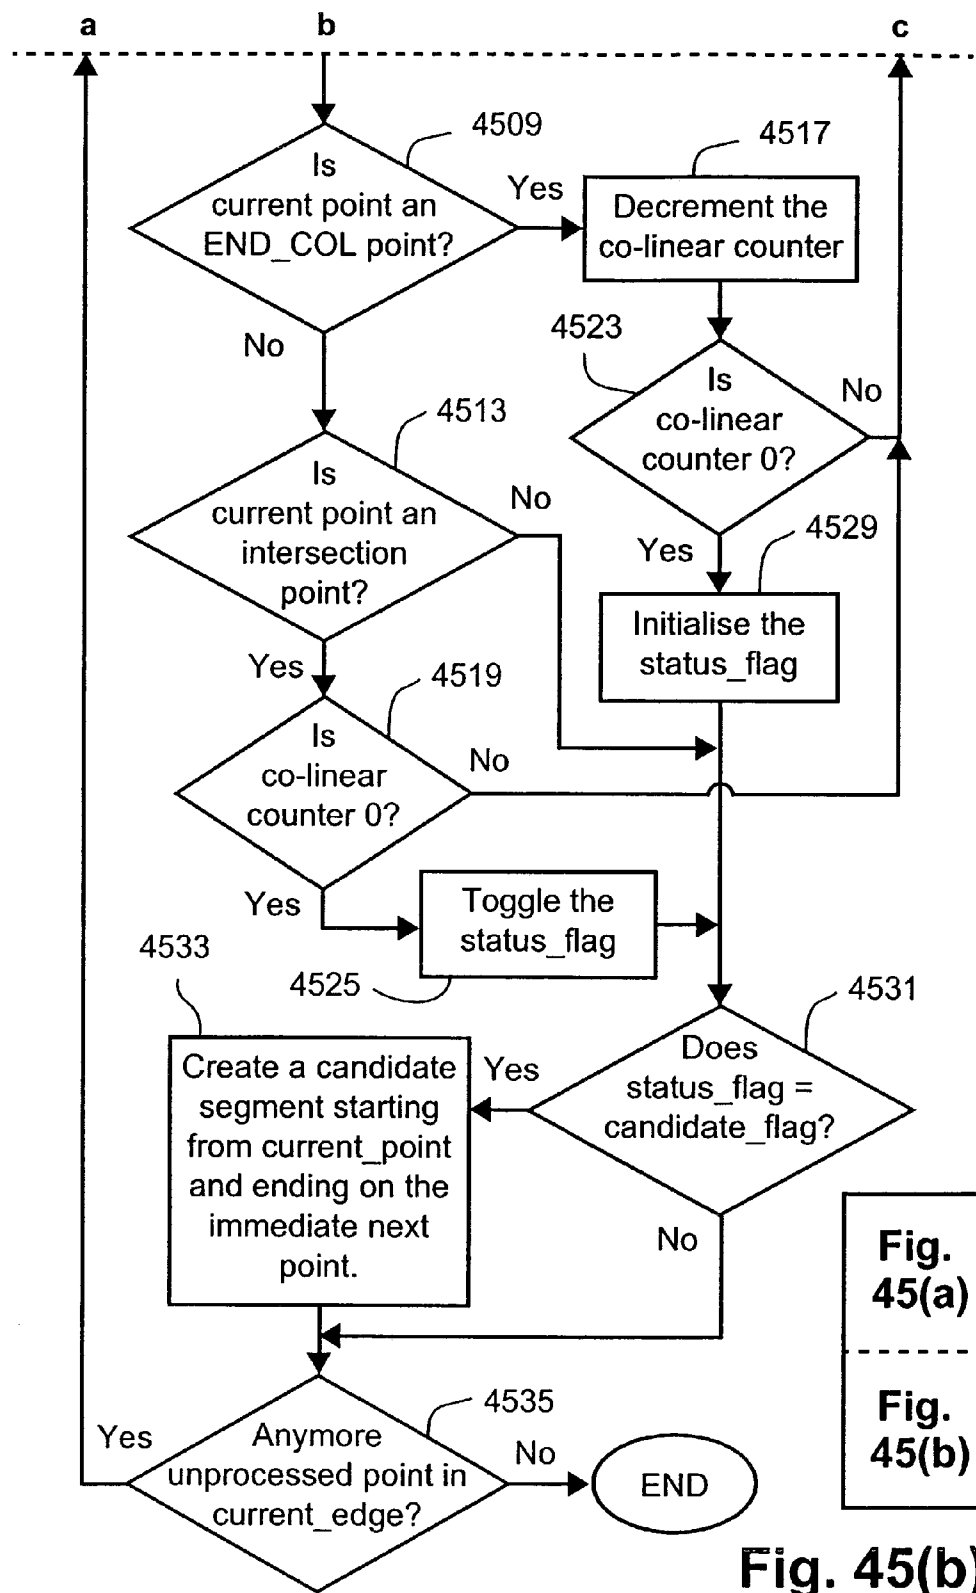 a
b
c
4509
4517
Is
current point an
END_COL point?
Yes
Decrement the
co-linear counter
No
4523
Is
co-linear
counter 0?
No
4513
Is
current point an
intersection
point?
No
Yes
4529
Initialise the
status_flag
Yes
4519
Is
co-linear
counter 0?
No
Yes
Toggle the
status_flag
4525
4533
4531
Create a candidate
segment starting
from current_point
and ending on the
immediate next
point.
Yes
Does
status_flag =
candidate_flag?
No
Fig.
45(a)
Fig.
45(b)
4535
Yes
Anymore
unprocessed point in
current_edge?
No
END
Fig. 45(b)